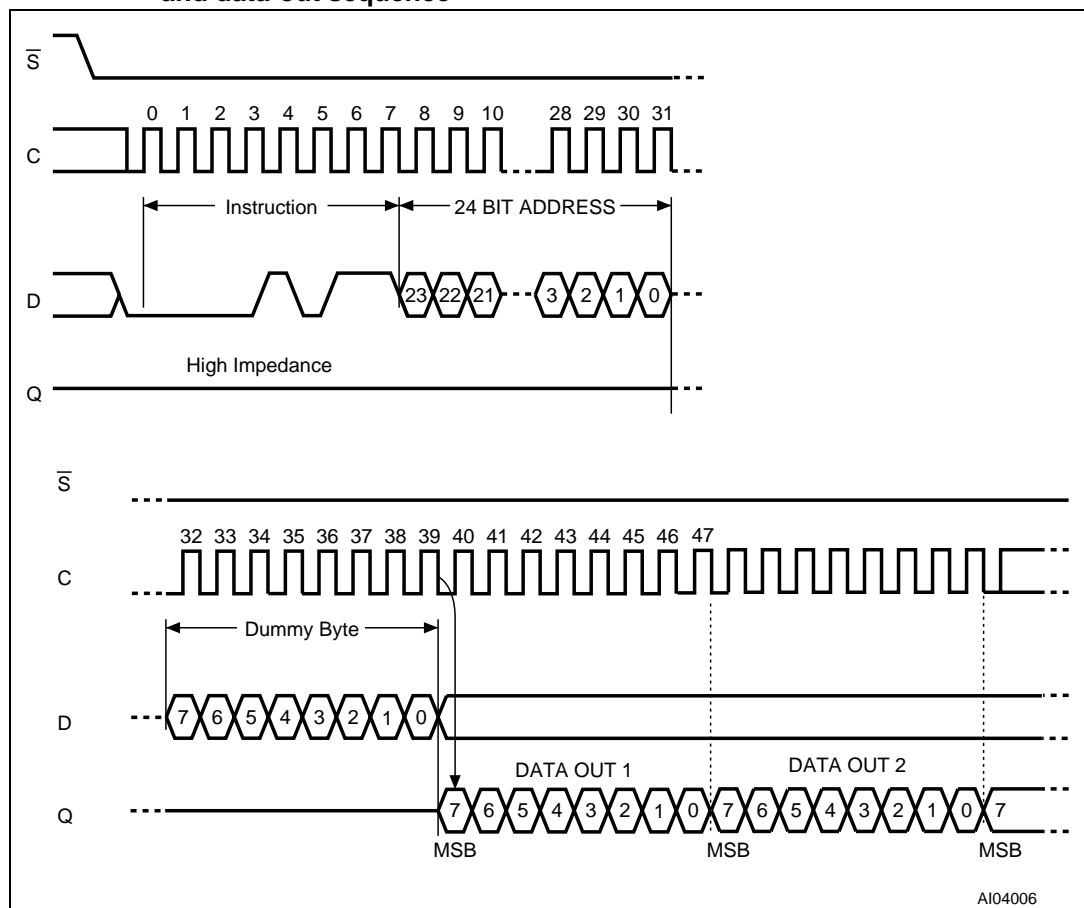 and data-out sequence
S
0 1 2 3 4 5 6 7 8 9 10 28 29 30 31
C
Instruction 24 BIT ADDRESS
D 23 22 21 3 2 1 0
High Impedance
Q
S
32 33 34 35 36 37 38 39 40 41 42 43 44 45 46 47
C
Dummy Byte
D 7 6 5 4 3 2 1 0
DATA OUT 1 DATA OUT 2
Q 7 6 5 4 3 2 1 0 7 6 5 4 3 2 1 0 7
MSB MSB MSB
AI04006